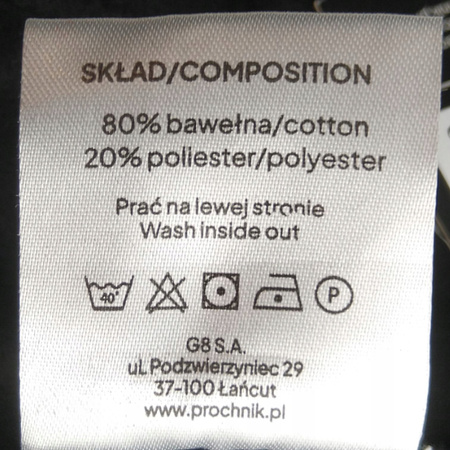 SKŁAD/COMPOSITION
80% bawełna/cotton
20% poliester/polyester
Prać na lewej stronie
Wash inside out
40° P
G8 S.A.
ul. Podzwierzyniec 29
37-100 Łańcut
www.prochnik.pl